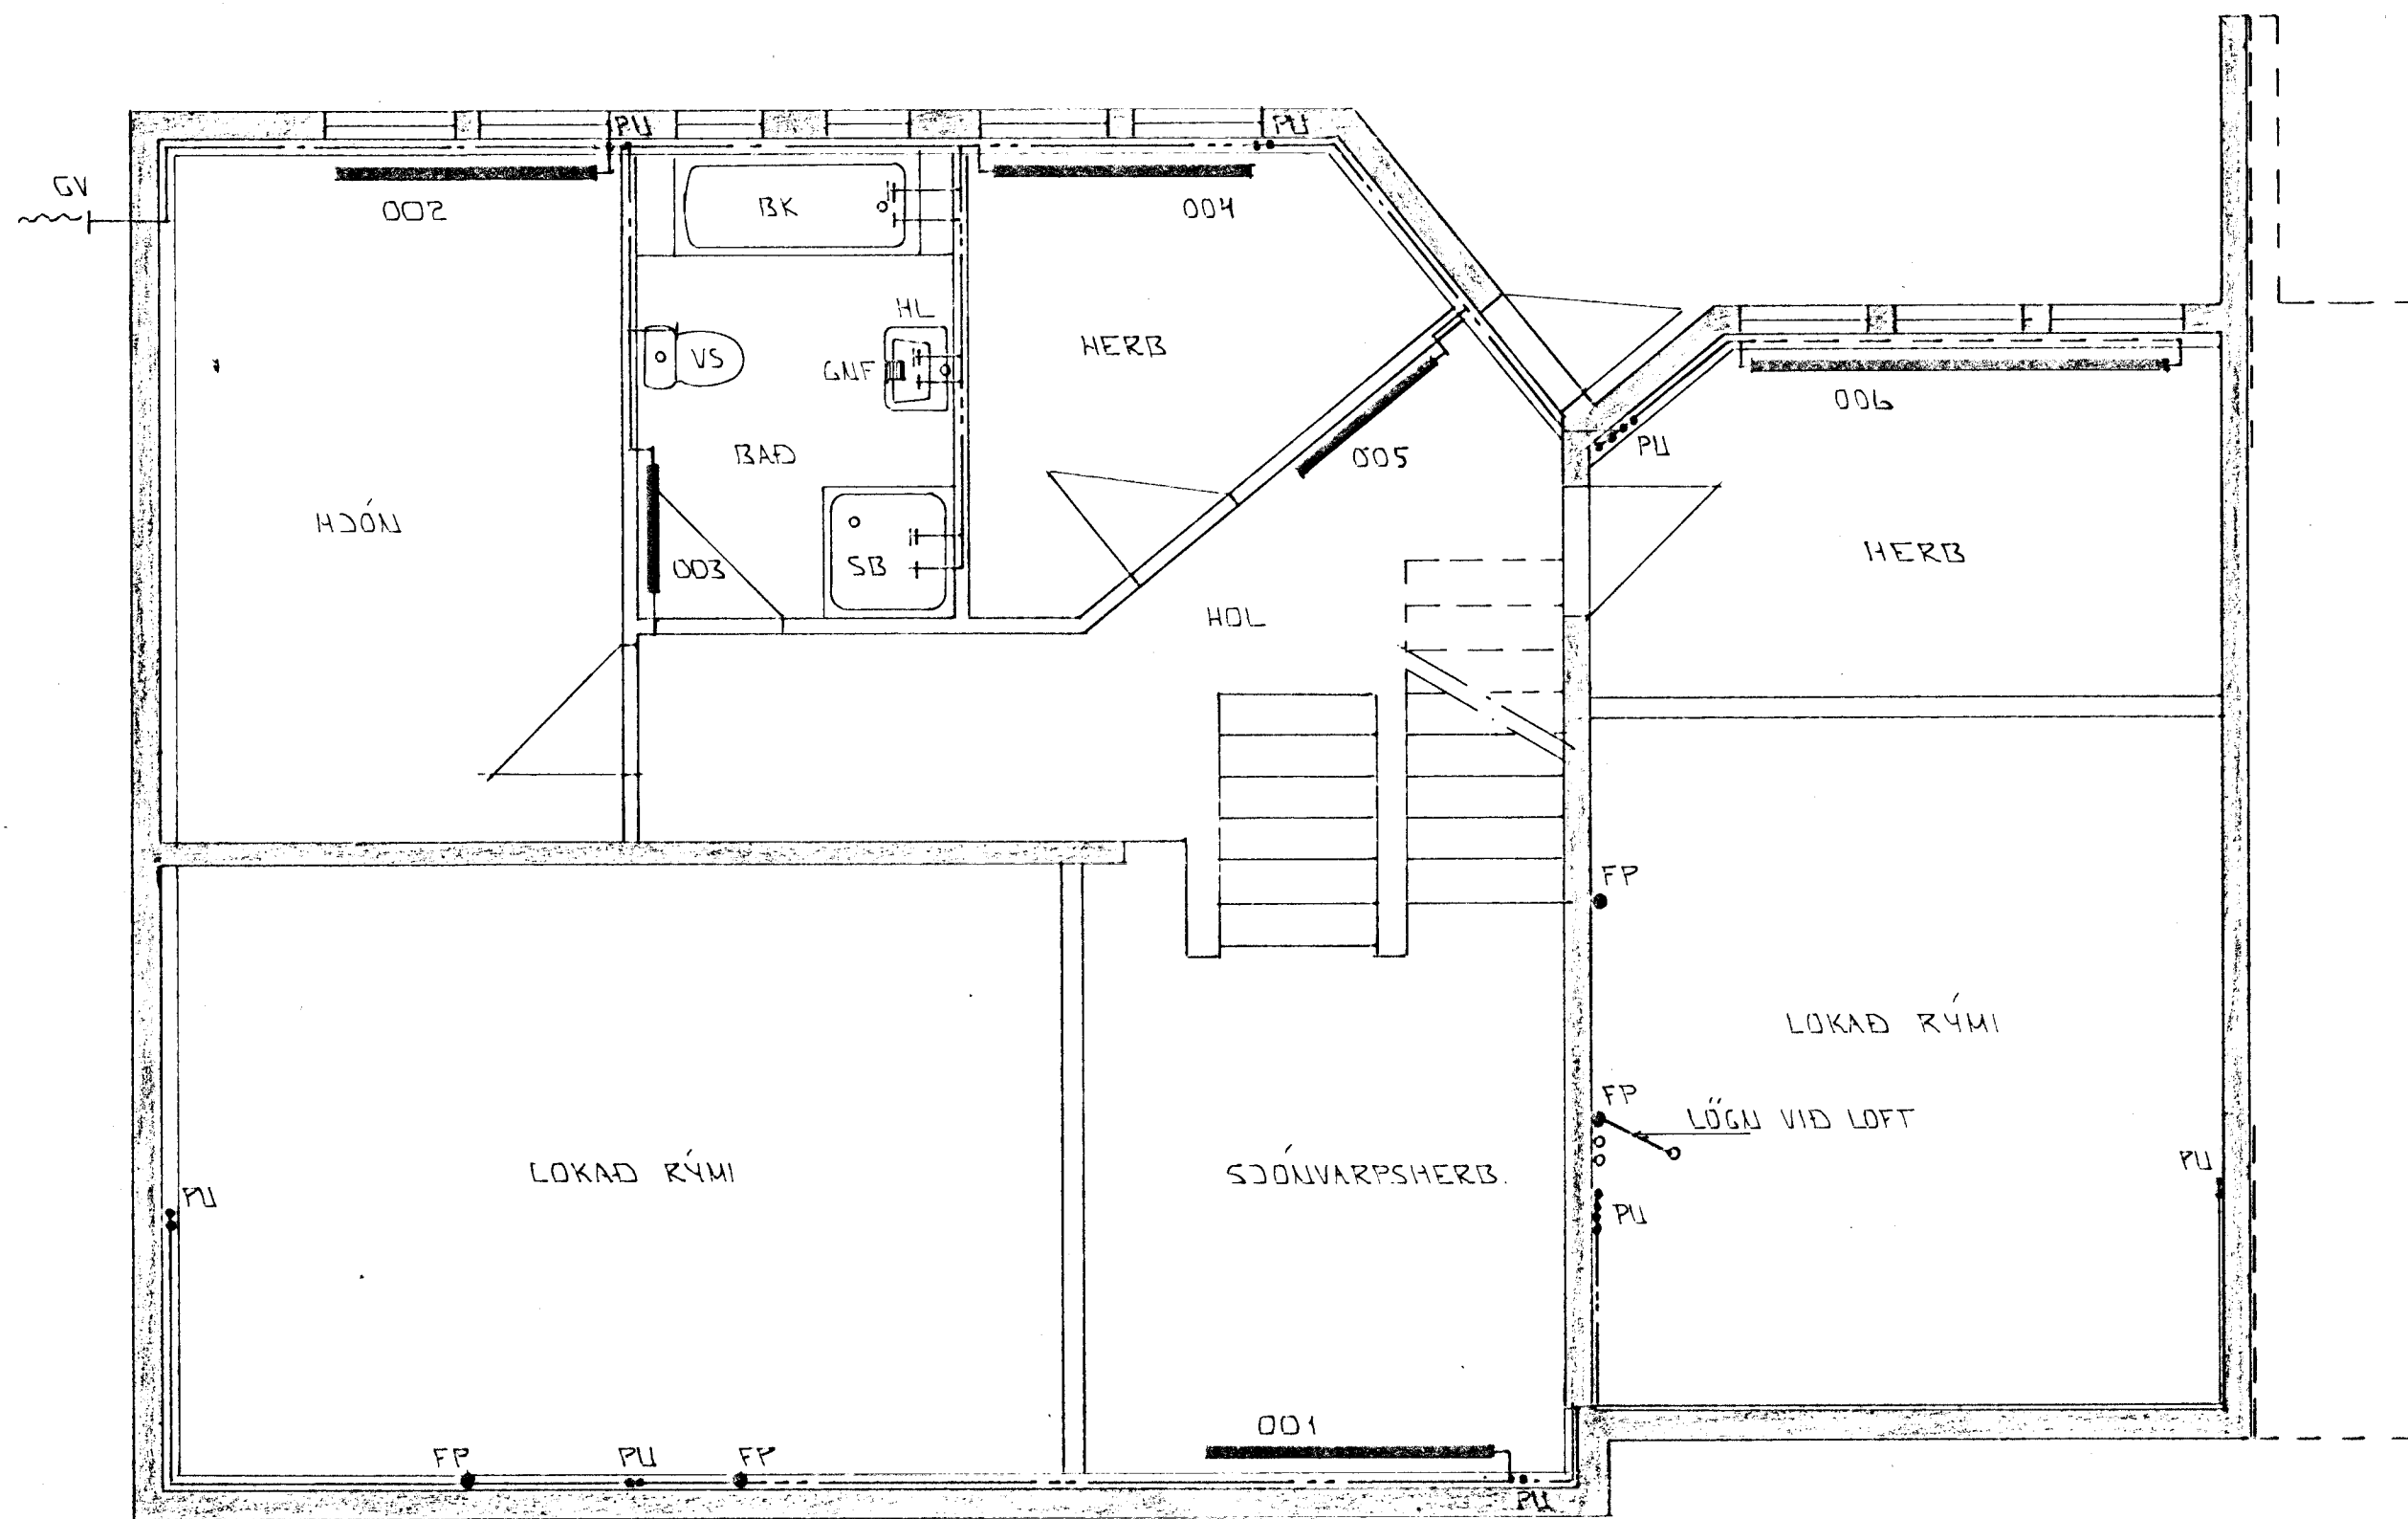 PU
PU
GV
002
BK
004
HL
HERB
VS
GNF
006
PU
BAÐ
005
HJÓN
HERB
003
SB
HOL
FP
LOKAÐ RÝMI
FP
LÖGN VIÐ LOFT
LOKAÐ RÝMI
SJÓNVARPSHERB.
PU
PU
PU
001
FP
PU
FP
PU